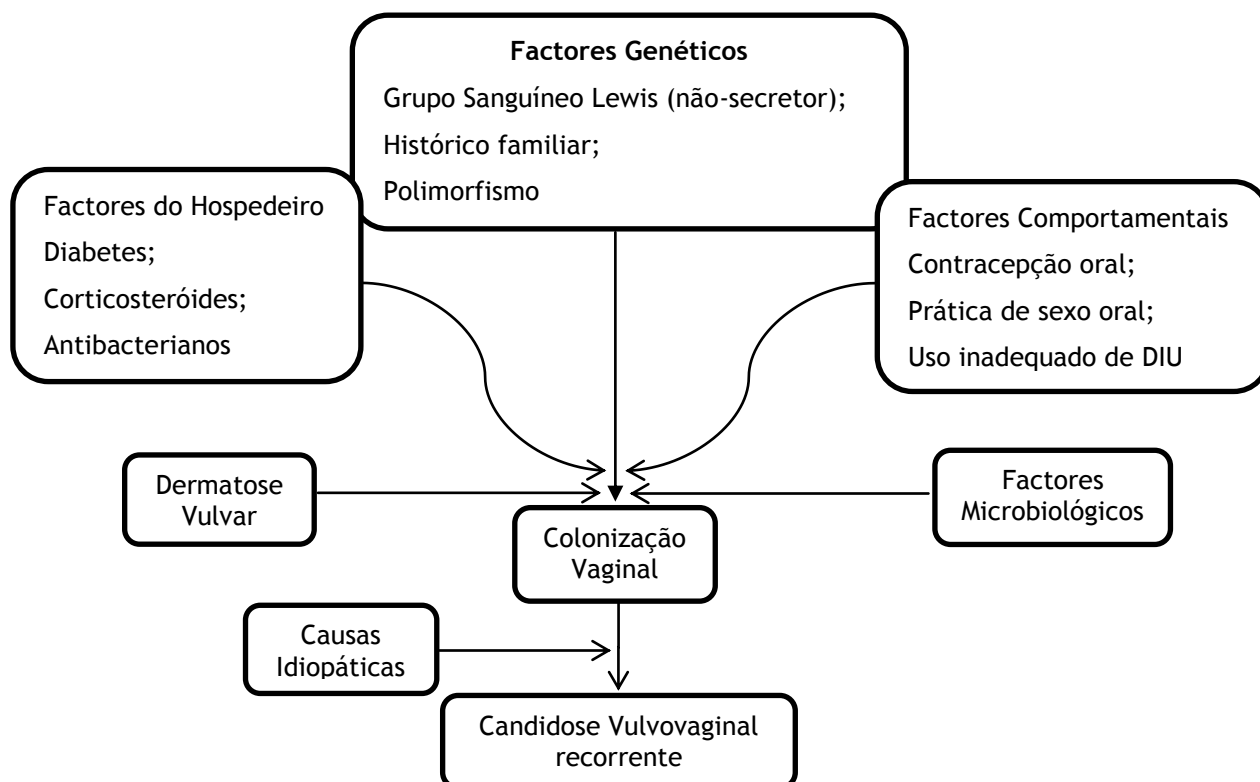 Factores Genéticos
Grupo Sanguíneo Lewis (não-secretor);
Histórico familiar;
Polimorfismo
Factores do Hospedeiro
Diabetes;
Corticosteróides;
Antibacterianos
Factores Comportamentais
Contracepção oral;
Prática de sexo oral;
Uso inadequado de DIU
Dermatose
Vulvar
Factores
Microbiológicos
Colonização
Vaginal
Causas
Idiopáticas
Candidose Vulvovaginal
recorrente